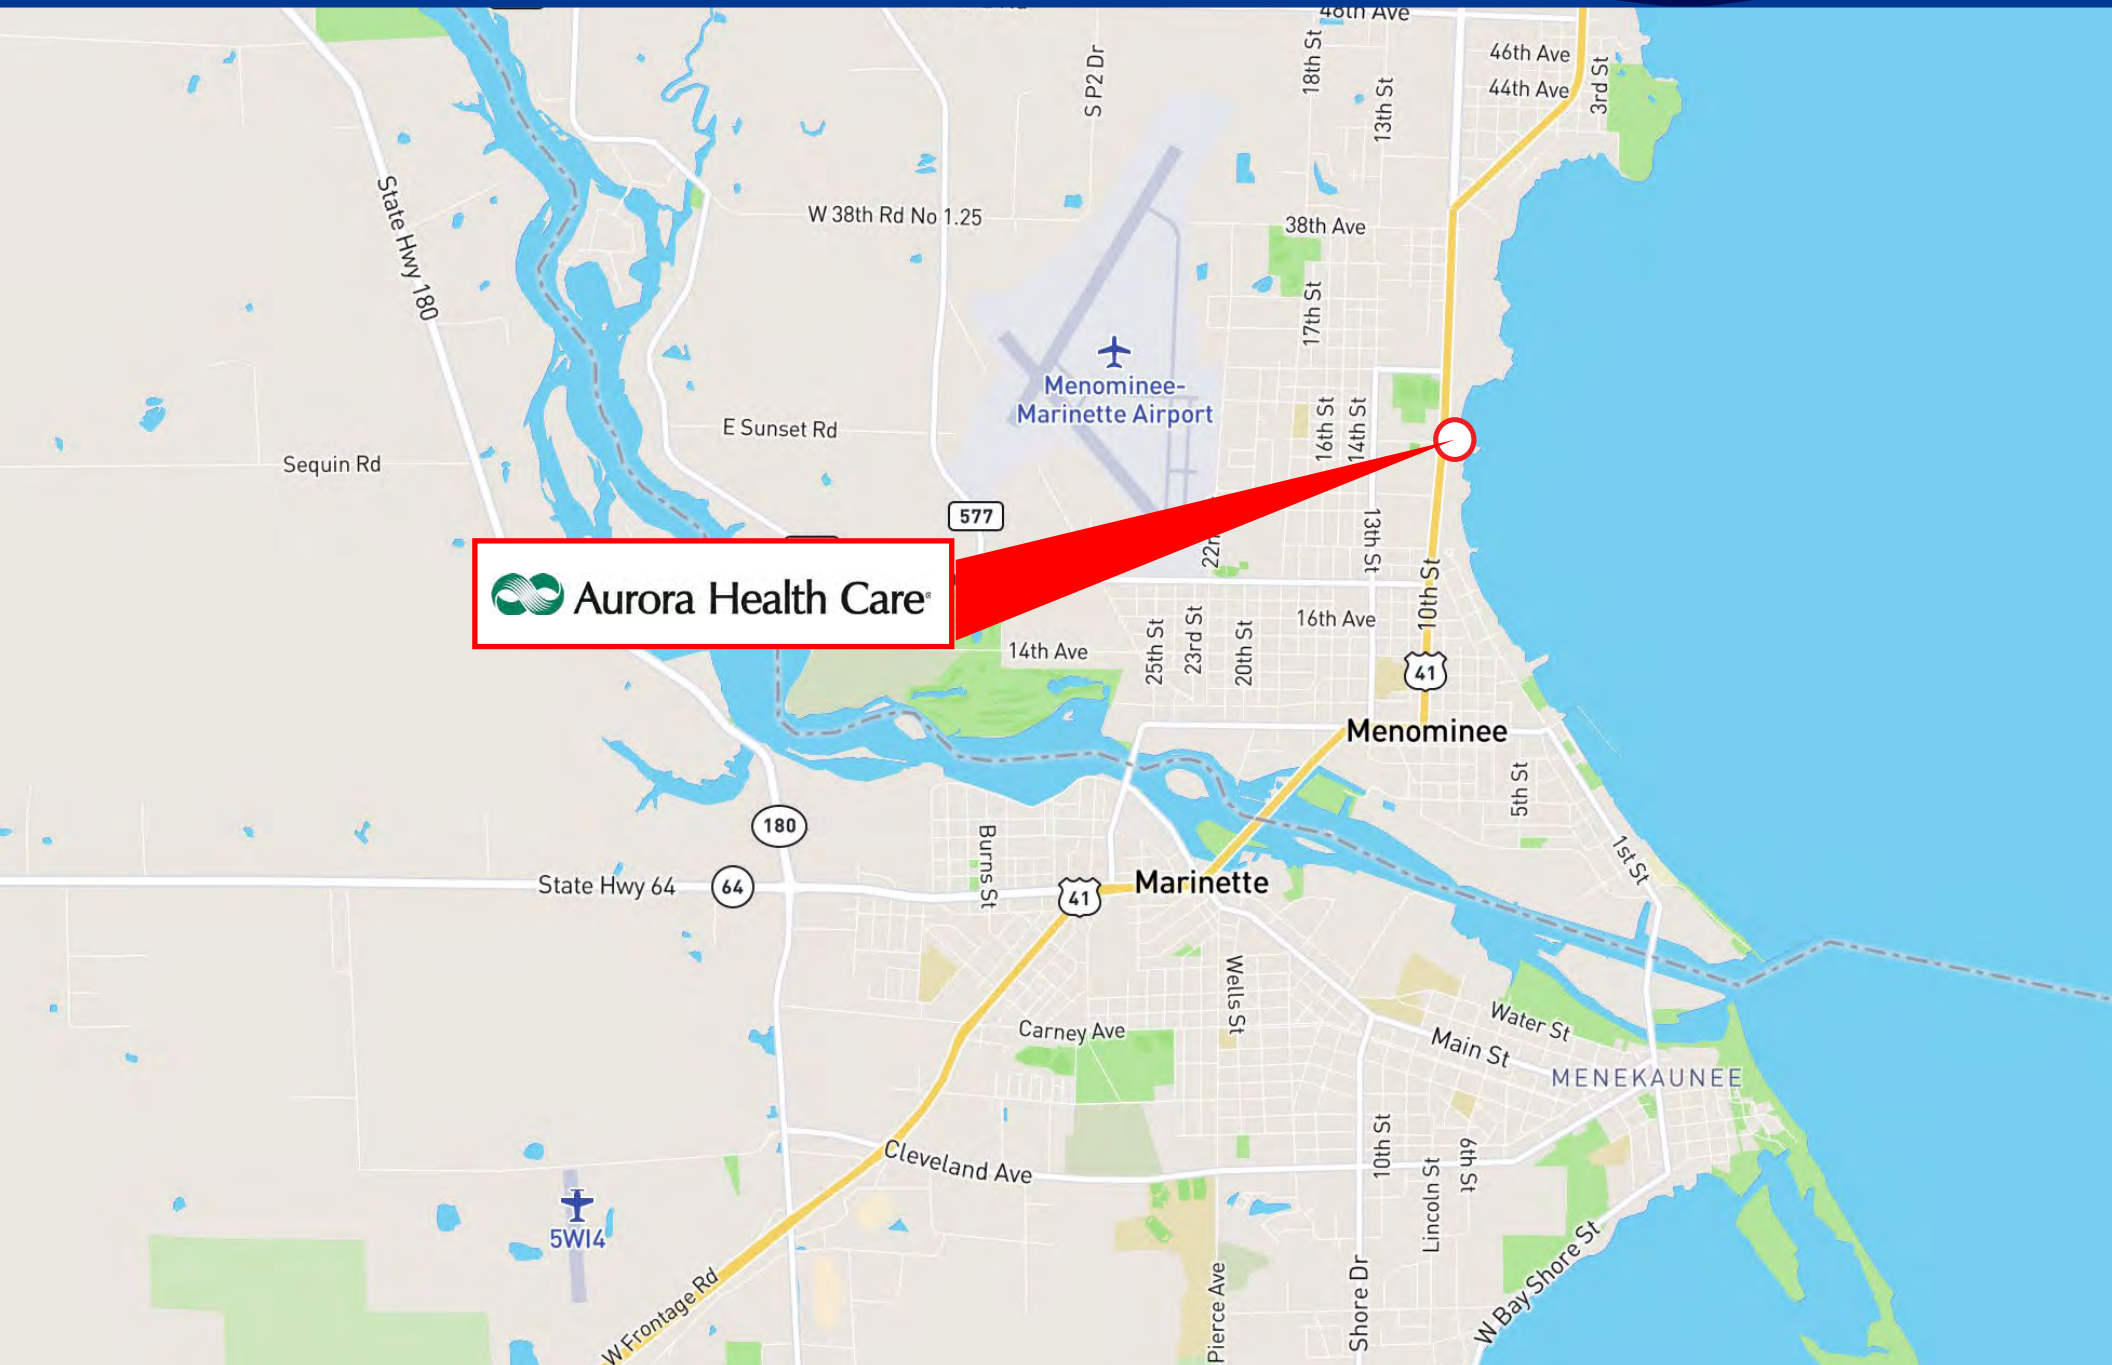 48th Ave
46th Ave
44th Ave
3rd St
18th St
13th St
S P2 Dr
State Hwy 180
W 38th Rd No 1.25
38th Ave
17th St
Menominee-
Marinette Airport
E Sunset Rd
Sequin Rd
16th St
14th St
577
13th St
Aurora Health Care
10th St
16th Ave
14th Ave
25th St
23rd St
20th St
41
Menominee
5th St
1st St
180
Burns St
State Hwy 64
64
41
Marinette
Wells St
Carney Ave
Water St
Main St
MENEKAUNEE
Cleveland Ave
10th St
Lincoln St
6th St
5WI4
W Frontage Rd
Pierce Ave
Shore Dr
W Bay Shore St